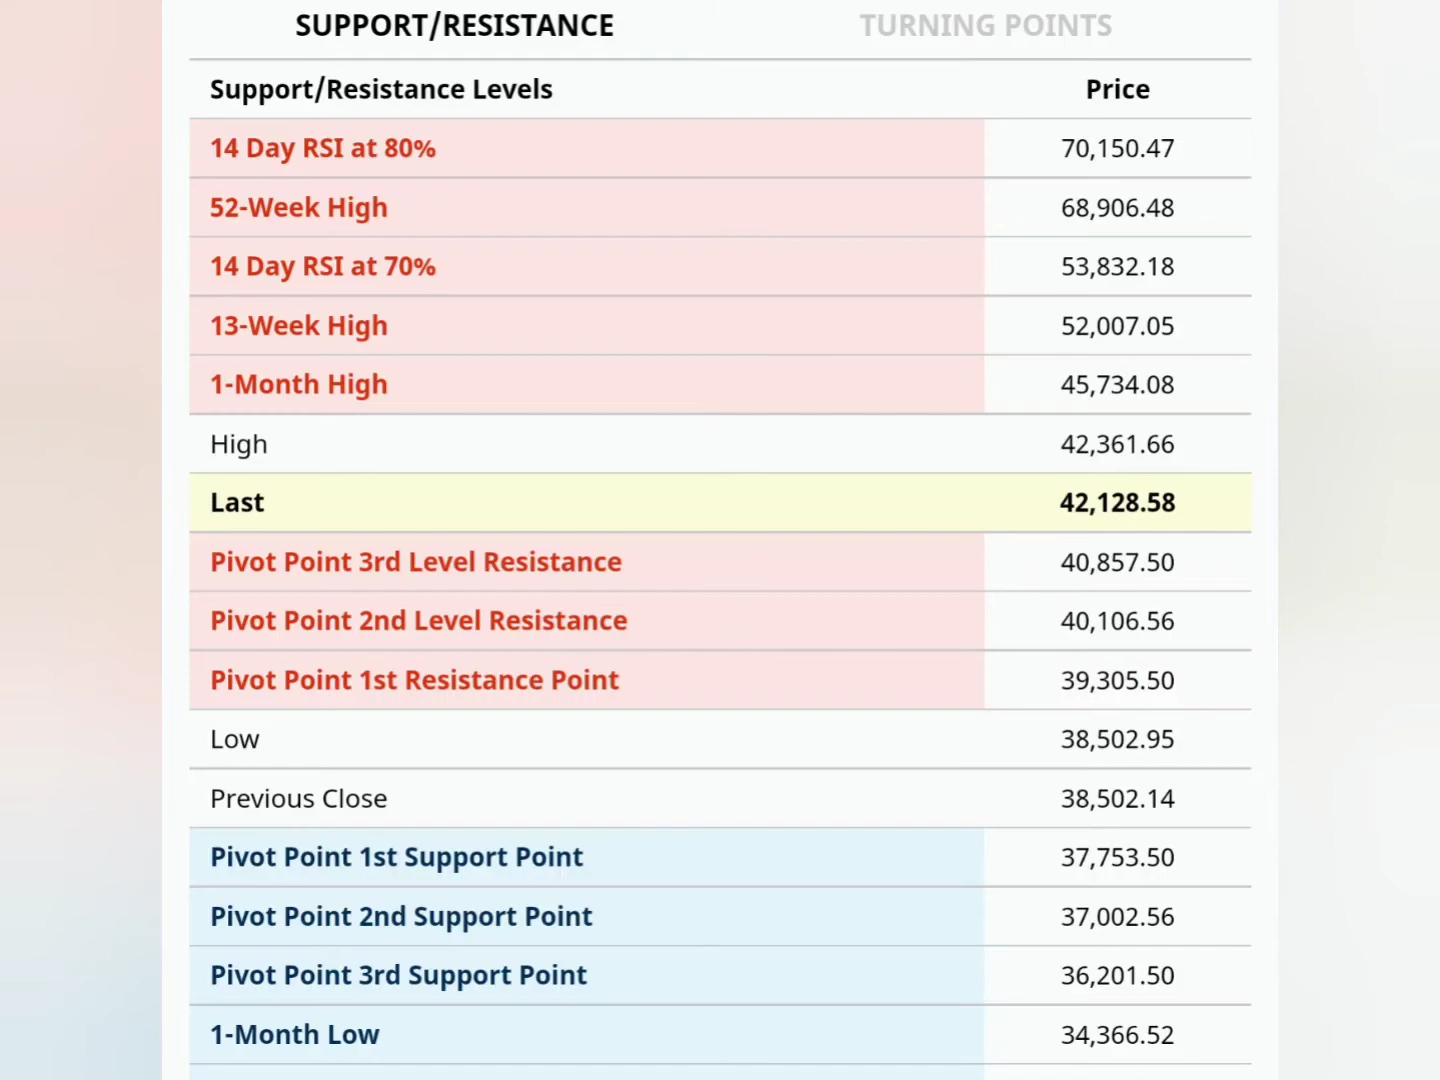 SUPPORT/RESISTANCE TURNING POINTS
Support/Resistance Levels Price
14 Day RSI at 80% 70,150.47
52-Week High 68,906.48
14 Day RSI at 70% 53,832.18
13-Week High 52,007.05
1-Month High 45,734.08
High 42,361.66
Last 42,128.58
Pivot Point 3rd Level Resistance 40,857.50
Pivot Point 2nd Level Resistance 40,106.56
Pivot Point 1st Resistance Point 39,305.50
Low 38,502.95
Previous Close 38,502.14
Pivot Point 1st Support Point 37,753.50
Pivot Point 2nd Support Point 37,002.56
Pivot Point 3rd Support Point 36,201.50
1-Month Low 34,366.52